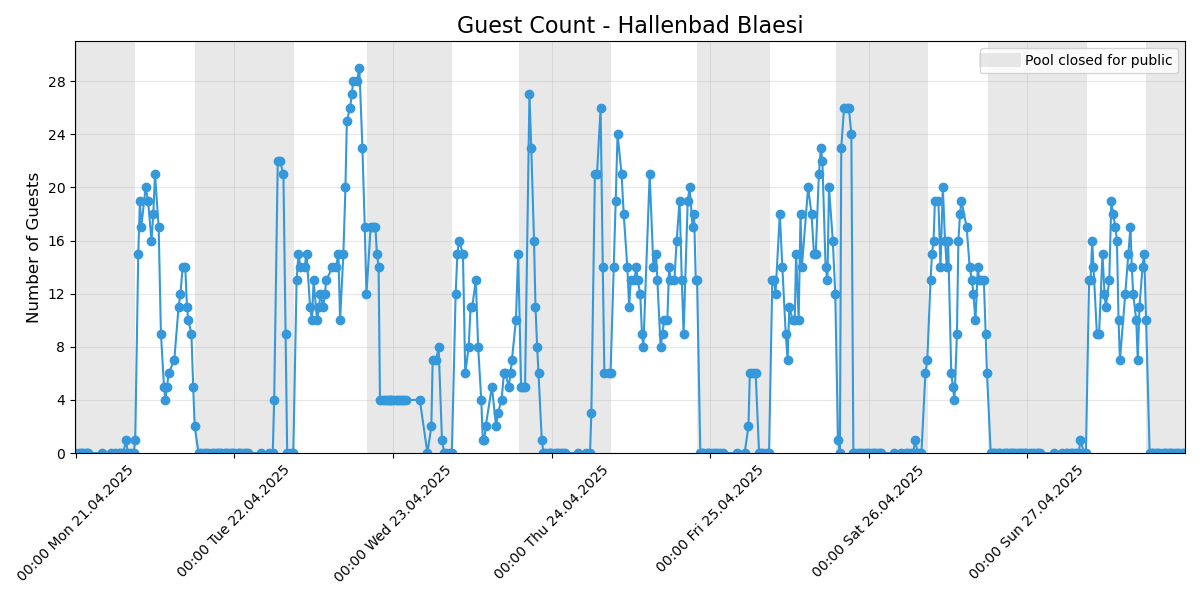 Guest Count - Hallenbad Blaesi
Pool closed for public
Number of Guests
28
24
20
16
12
8
4
0
00:00 Mon 21.04.2025
00:00 Tue 22.04.2025
00:00 Wed 23.04.2025
00:00 Thu 24.04.2025
00:00 Fri 25.04.2025
00:00 Sat 26.04.2025
00:00 Sun 27.04.2025